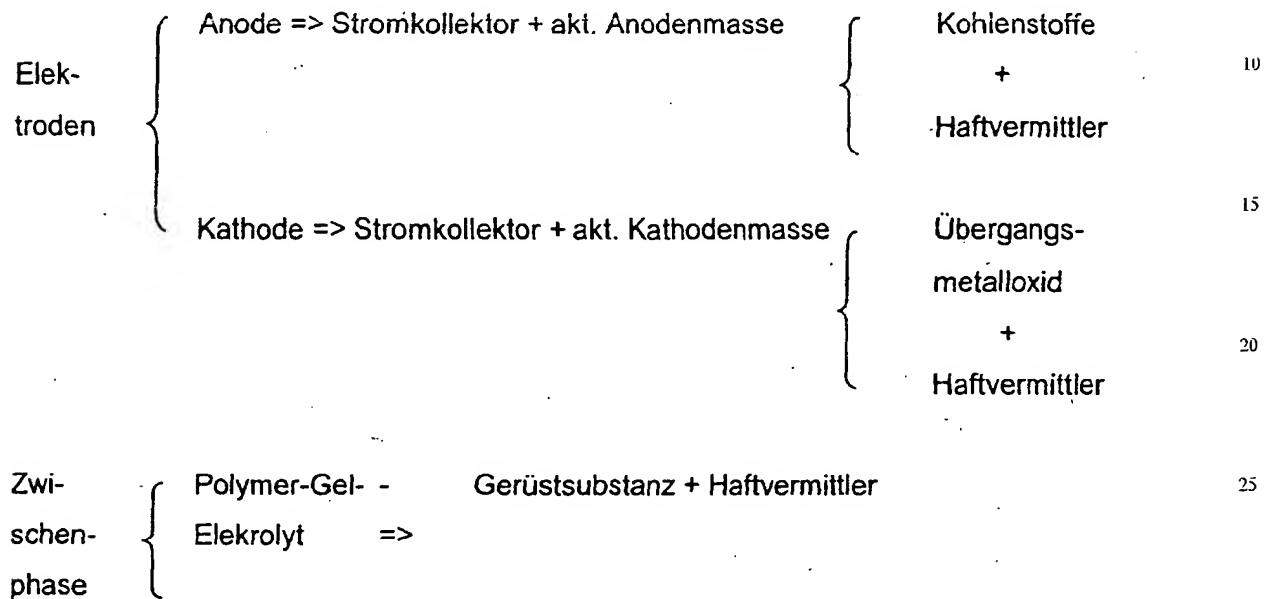 Anode => Stromkollektor + akt. Anodenmasse Kohlenstoffe
Elek- + 10
troden Haftvermittler
15
Kathode => Stromkollektor + akt. Kathodenmasse Übergangs-
metalloxid
+ 20
Haftvermittler
Zwi- Polymer-Gel- - Gerüstsubstanz + Haftvermittler 25
schen- Elekrolyt =>
phase